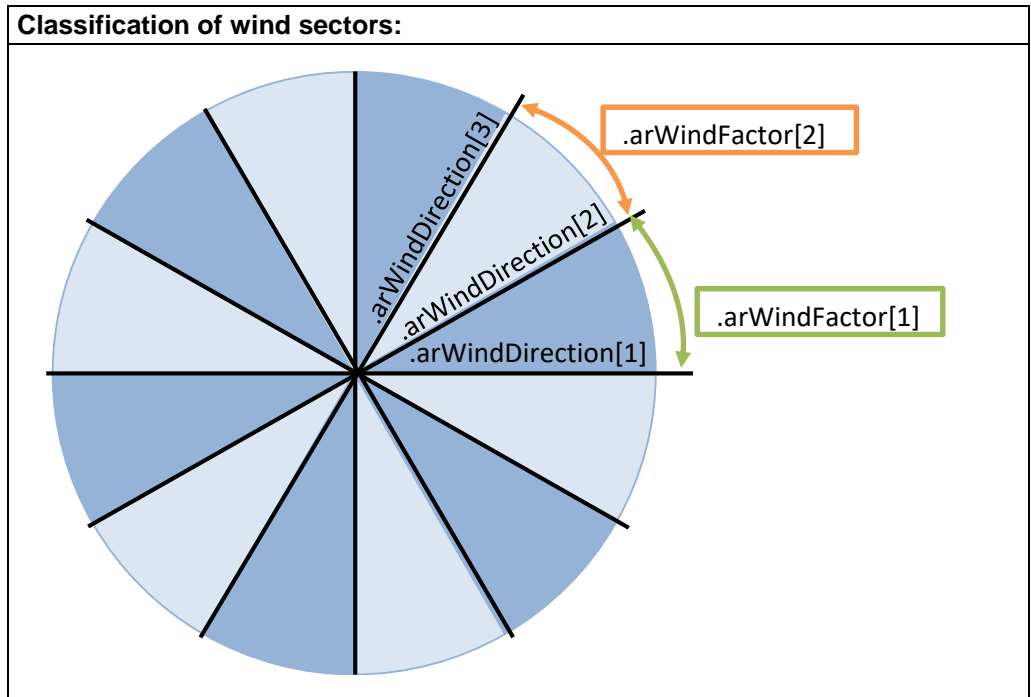 Classification of wind sectors:
.arWindFactor[2]
.arWindDirection[3]
.arWindDirection[2]
.arWindFactor[1]
.arWindDirection[1]